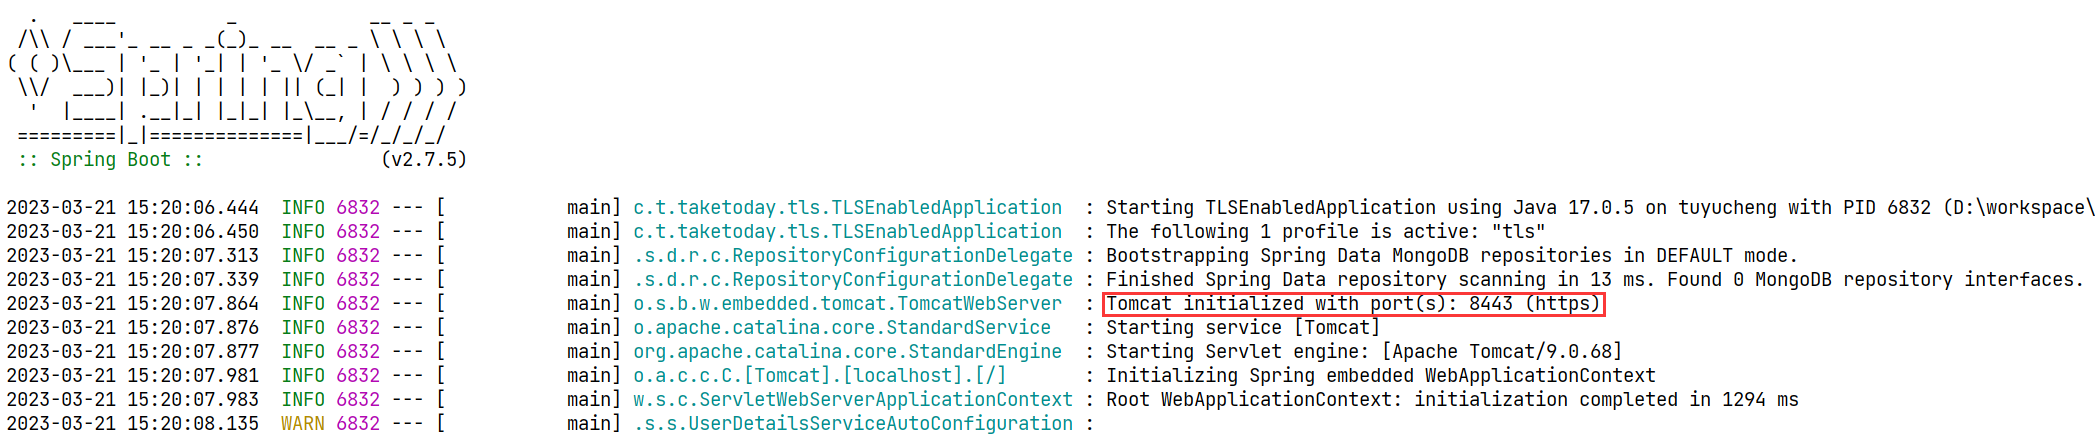 .   ____          _            __ _ _
 /\\ / ___'_ __ _ _(_)_ __  __ _ \ \ \ \
( ( )\___ | '_ | '_| | '_ \/ _` | \ \ \ \
 \\/  ___)| |_)| | | | | || (_| |  ) ) ) )
  '  |____| .__|_| |_|_| |_\__, | / / / /
 =========|_|==============|___/=/_/_/_/
 :: Spring Boot ::                (v2.7.5)

2023-03-21 15:20:06.444  INFO 6832 --- [           main] c.t.taketoday.tls.TLSEnabledApplication  : Starting TLSEnabledApplication using Java 17.0.5 on tuyucheng with PID 6832 (D:\workspace\
2023-03-21 15:20:06.450  INFO 6832 --- [           main] c.t.taketoday.tls.TLSEnabledApplication  : The following 1 profile is active: "tls"
2023-03-21 15:20:07.313  INFO 6832 --- [           main] .s.d.r.c.RepositoryConfigurationDelegate : Bootstrapping Spring Data MongoDB repositories in DEFAULT mode.
2023-03-21 15:20:07.339  INFO 6832 --- [           main] .s.d.r.c.RepositoryConfigurationDelegate : Finished Spring Data repository scanning in 13 ms. Found 0 MongoDB repository interfaces.
2023-03-21 15:20:07.864  INFO 6832 --- [           main] o.s.b.w.embedded.tomcat.TomcatWebServer  : Tomcat initialized with port(s): 8443 (https)
2023-03-21 15:20:07.876  INFO 6832 --- [           main] o.apache.catalina.core.StandardService   : Starting service [Tomcat]
2023-03-21 15:20:07.877  INFO 6832 --- [           main] org.apache.catalina.core.StandardEngine  : Starting Servlet engine: [Apache Tomcat/9.0.68]
2023-03-21 15:20:07.981  INFO 6832 --- [           main] o.a.c.c.C.[Tomcat].[localhost].[/]       : Initializing Spring embedded WebApplicationContext
2023-03-21 15:20:07.983  INFO 6832 --- [           main] w.s.c.ServletWebServerApplicationContext : Root WebApplicationContext: initialization completed in 1294 ms
2023-03-21 15:20:08.135  WARN 6832 --- [           main] .s.s.UserDetailsServiceAutoConfiguration :